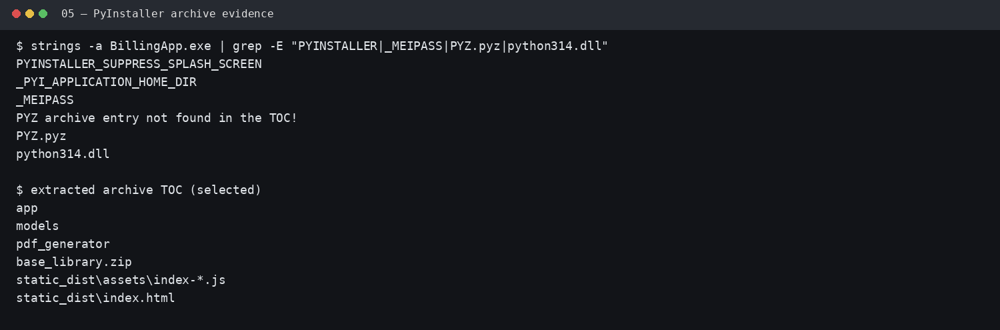 05 — PyInstaller archive evidence
$ strings -a BillingApp.exe | grep -E "PYINSTALLER|_MEIPASS|PYZ.pyz|python314.dll"
PYINSTALLER_SUPPRESS_SPLASH_SCREEN
_PYI_APPLICATION_HOME_DIR
_MEIPASS
PYZ archive entry not found in the TOC!
PYZ.pyz
python314.dll
$ extracted archive TOC (selected)
app
models
pdf_generator
base_library.zip
static_dist\assets\index-*.js
static_dist\index.html